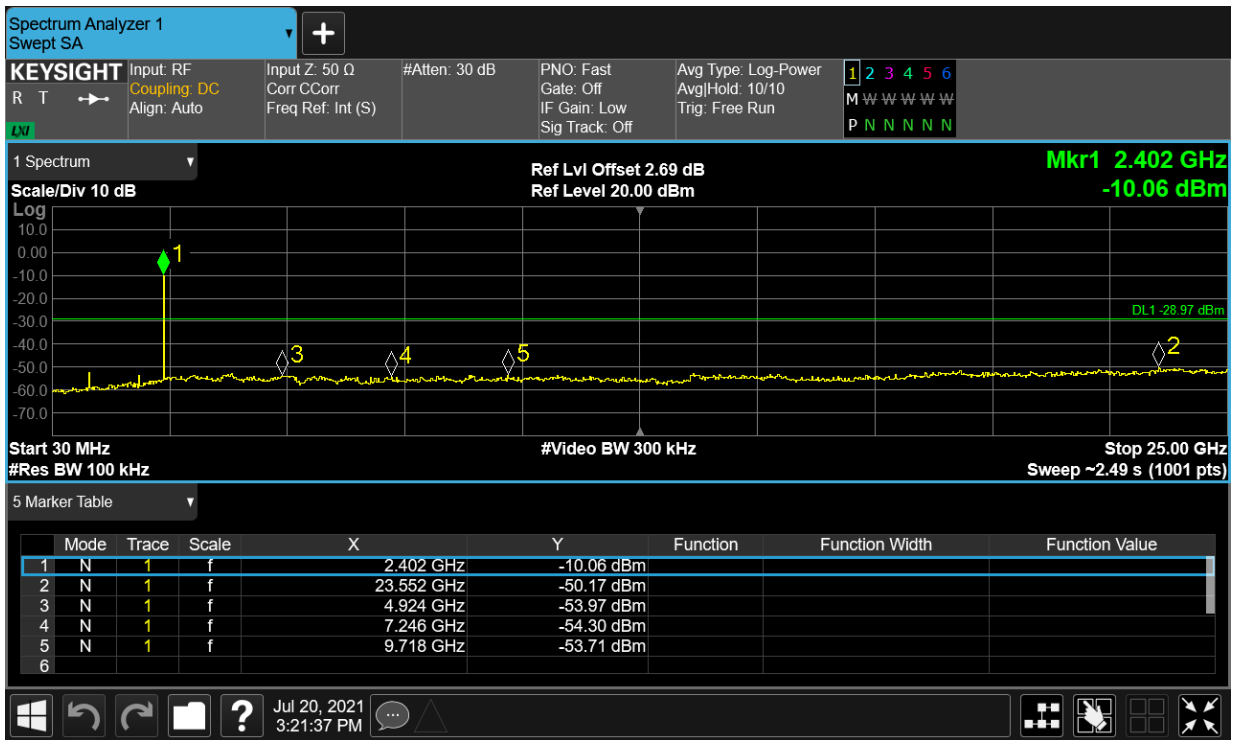 Spectrum Analyzer 1
Swept SA
KEYSIGHT
R T
LXI
Input: RF
Coupling: DC
Align: Auto
Input Z: 50 Ω
Corr CCorr
Freq Ref: Int (S)
#Atten: 30 dB
PNO: Fast
Gate: Off
IF Gain: Low
Sig Track: Off
Avg Type: Log-Power
Avg|Hold: 10/10
Trig: Free Run
1 2 3 4 5 6
M W W W W W
P N N N N N
1 Spectrum
Scale/Div 10 dB
Ref Lvl Offset 2.69 dB
Ref Level 20.00 dBm
Mkr1 2.402 GHz
-10.06 dBm
Log
10.0
0.00
-10.0
-20.0
-30.0
-40.0
-50.0
-60.0
-70.0
1
DL1 -28.97 dBm
3
4
5
2
Start 30 MHz
#Res BW 100 kHz
#Video BW 300 kHz
Stop 25.00 GHz
Sweep ~2.49 s (1001 pts)
5 Marker Table
Mode Trace Scale X Y Function Function Width Function Value
1 N 1 f 2.402 GHz -10.06 dBm
2 N 1 f 23.552 GHz -50.17 dBm
3 N 1 f 4.924 GHz -53.97 dBm
4 N 1 f 7.246 GHz -54.30 dBm
5 N 1 f 9.718 GHz -53.71 dBm
6
?
Jul 20, 2021
3:21:37 PM